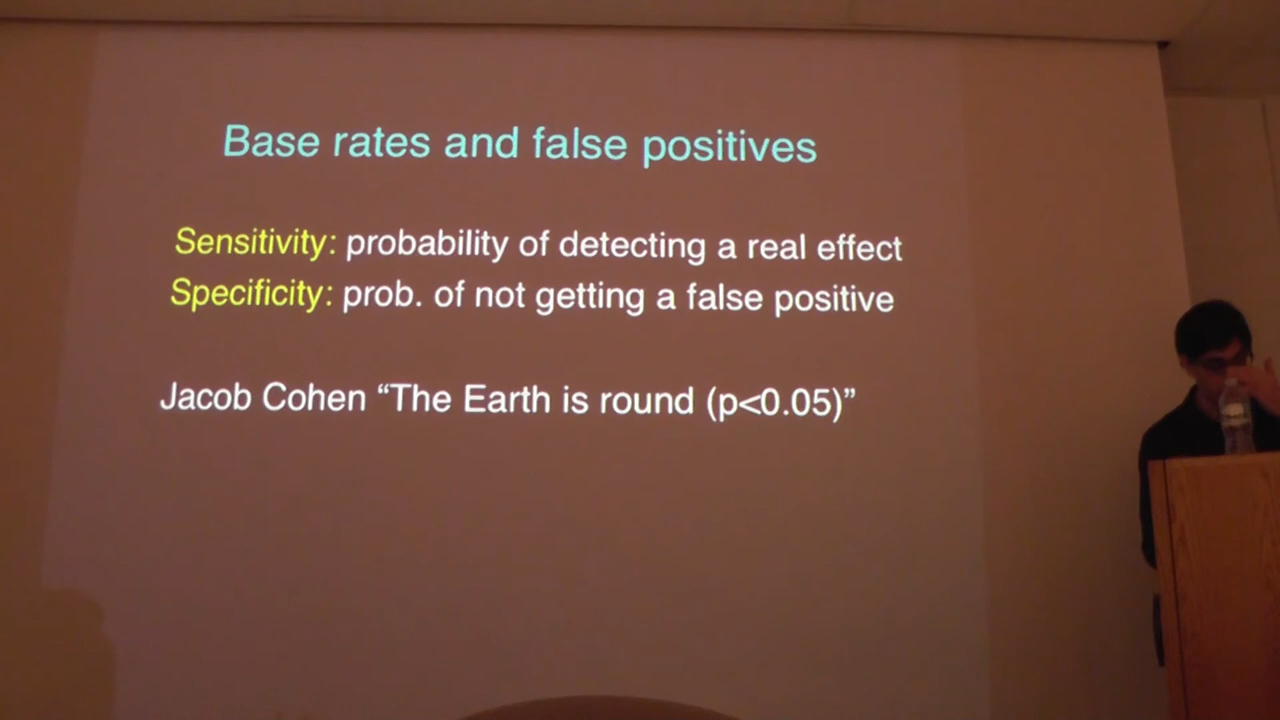 Base rates and false positives
Sensitivity: probability of detecting a real effect
Specificity: prob. of not getting a false positive
Jacob Cohen “The Earth is round (p<0.05)”